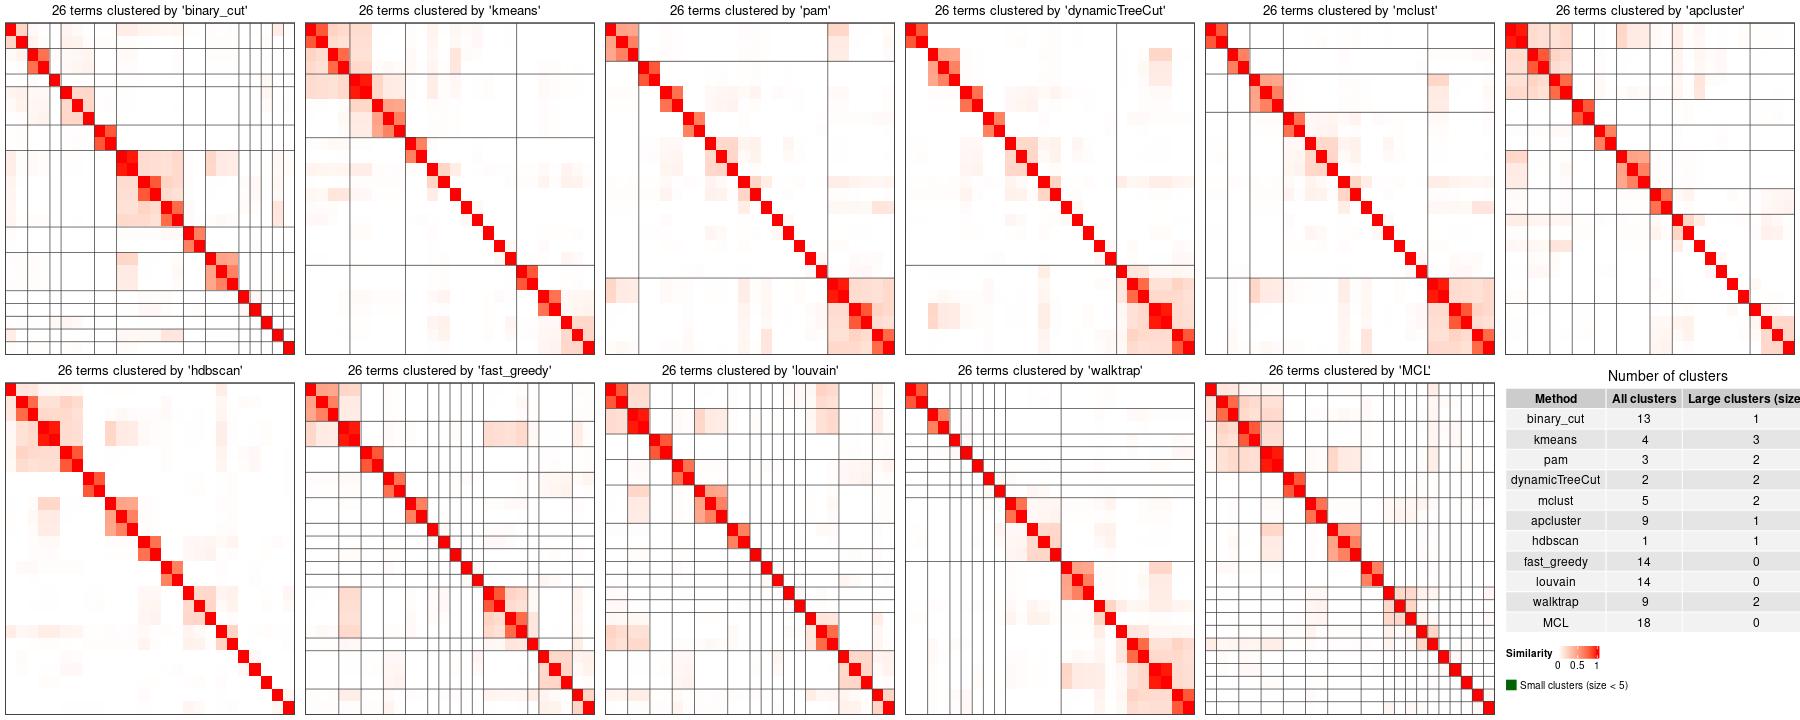 26 terms clustered by 'binary_cut'
26 terms clustered by 'kmeans'
26 terms clustered by 'pam'
26 terms clustered by 'dynamicTreeCut'
26 terms clustered by 'mclust'
26 terms clustered by 'apcluster'
26 terms clustered by 'hdbscan'
26 terms clustered by 'fast_greedy'
26 terms clustered by 'louvain'
26 terms clustered by 'walktrap'
26 terms clustered by 'MCL'
Number of clusters
Method All clusters Large clusters (size
binary_cut 13 1
kmeans 4 3
pam 3 2
dynamicTreeCut 2 2
mclust 5 2
apcluster 9 1
hdbscan 1 1
fast_greedy 14 0
louvain 14 0
walktrap 9 2
MCL 18 0
Similarity
0 0.5 1
Small clusters (size < 5)